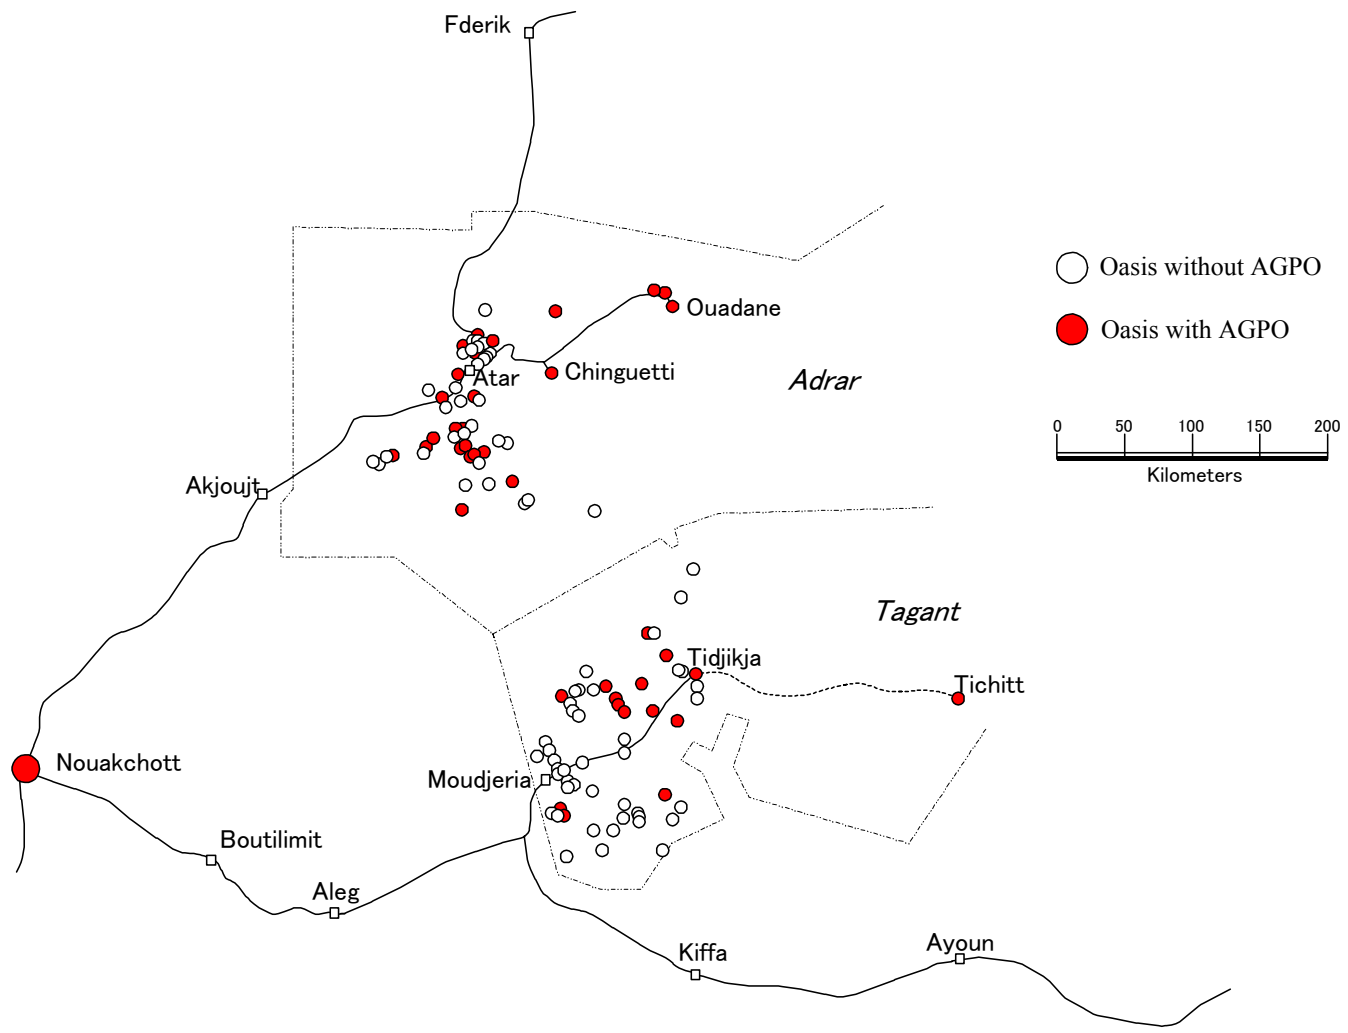 Fderik
Oasis without AGPO
Ouadane
Oasis with AGPO
Atar
Chinguetti
Adrar
0 50 100 150 200
Kilometers
Akjoujt
Tagant
Tidjikja
Tichitt
Nouakchott
Moudjeria
Boutilimit
Aleg
Kiffa
Ayoun